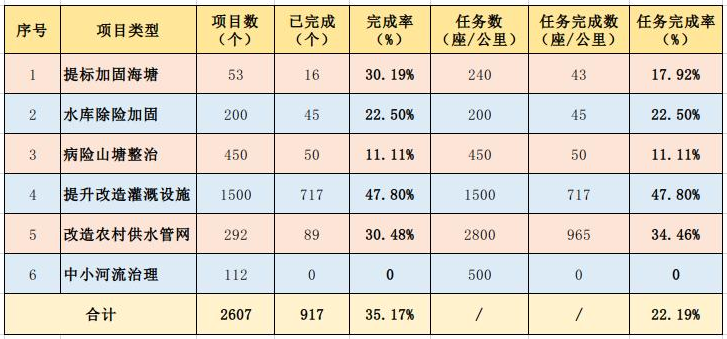 序号 项目类型 项目数（个） 已完成（个） 完成率（%） 任务数（座/公里） 任务完成数（座/公里） 任务完成率（%）
1 提标加固海塘 53 16 30.19% 240 43 17.92%
2 水库除险加固 200 45 22.50% 200 45 22.50%
3 病险山塘整治 450 50 11.11% 450 50 11.11%
4 提升改造灌溉设施 1500 717 47.80% 1500 717 47.80%
5 改造农村供水管网 292 89 30.48% 2800 965 34.46%
6 中小河流治理 112 0 0 500 0 0
合计 2607 917 35.17% / / 22.19%